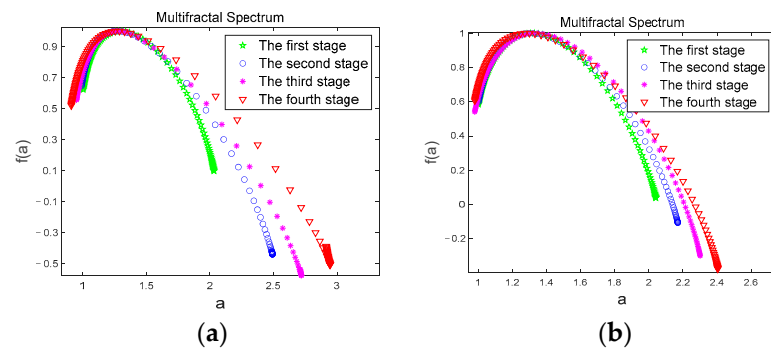 Multifractal Spectrum
The first stage
The second stage
The third stage
The fourth stage
0.9
0.7
0.5
0.3
0.1
-0.1
-0.3
-0.5
f(a)
1
1.5
2
2.5
3
a
(a)
Multifractal Spectrum
The first stage
The second stage
The third stage
The fourth stage
1
0.8
0.6
0.4
0.2
0
-0.2
f(a)
1
1.2
1.4
1.6
1.8
2
2.2
2.4
2.6
a
(b)